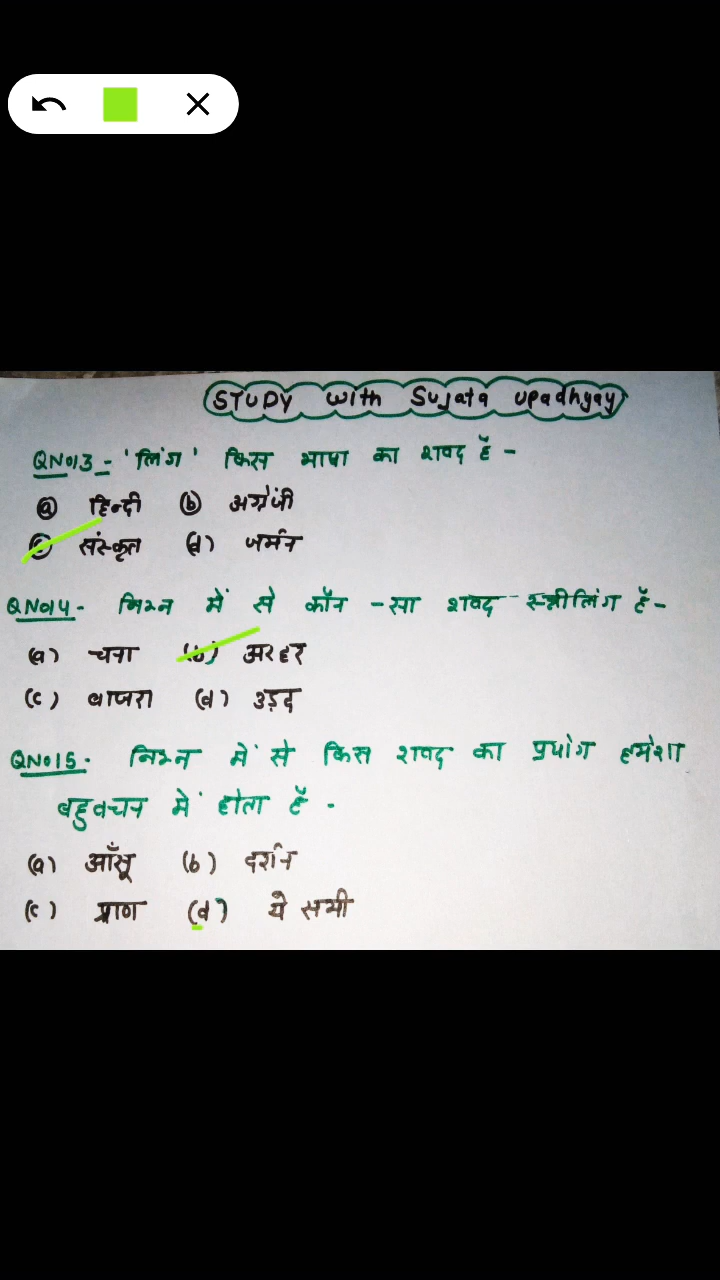 STUDY with Sujata Upadhyay
QNo13 - 'लिंग' किस भाषा का शब्द है -
(a) हिन्दी (b) अग्रेंजी
(c) संस्कृत (d) जर्मन
QNo14 - निम्न में से कौन - सा शब्द स्त्रीलिंग है -
(a) चना (b) अरहर
(c) बाजरा (d) उड़द
QNo15 - निम्न में से किस शब्द का प्रयोग हमेशा
बहुवचन में होता है -
(a) आँसू (b) दर्शन
(c) प्राण (d) ये सभी